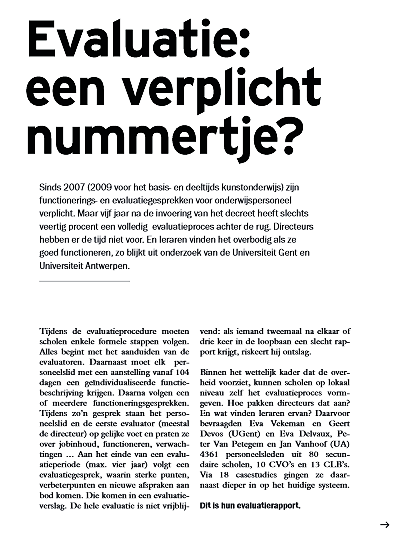 Evaluatie:
een verplicht
nummertje?
Sinds 2007 (2009 voor het basis- en deeltijds kunstonderwijs) zijn
functionerings- en evaluatiegesprekken voor onderwijspersoneel
verplicht. Maar vijf jaar na de invoering van het decreet heeft slechts
veertig procent een volledig evaluatieproces achter de rug. Directeurs
hebben er de tijd niet voor. En leraren vinden het overbodig als ze
goed functioneren, zo blijkt uit onderzoek van de Universiteit Gent en
Universiteit Antwerpen.
Tijdens de evaluatieprocedure moeten
scholen enkele formele stappen volgen.
Alles begint met het aanduiden van de
evaluatoren. Daarnaast moet elk per-
soneelslid met een aanstelling vanaf 104
dagen een geïndividualiseerde functie-
beschrijving krijgen. Daarna volgen een
of meerdere functioneringsgesprekken.
Tijdens zo'n gesprek staan het perso-
neelslid en de eerste evaluator (meestal
de directeur) op gelijke voet en praten ze
over jobinhoud, functioneren, verwach-
tingen ... Aan het einde van een evalu-
atieperiode (max. vier jaar) volgt een
evaluatiegesprek, waarin sterke punten,
verbeterpunten en nieuwe afspraken aan
bod komen. Die komen in een evaluatie-
verslag. De hele evaluatie is niet vrijblij-
vend: als iemand tweemaal na elkaar of
drie keer in de loopbaan een slecht rap-
port krijgt, riskeert hij ontslag.
Binnen het wettelijk kader dat de over-
heid voorziet, kunnen scholen op lokaal
niveau zelf het evaluatieproces vorm-
geven. Hoe pakken directeurs dat aan?
En wat vinden leraren ervan? Daarvoor
bevraagden Eva Vekeman en Geert
Devos (UGent) en Eva Delvaux, Pe-
ter Van Petegem en Jan Vanhoof (UA)
4361 personeelsleden uit 80 secun-
daire scholen, 10 CVO's en 13 CLB's.
Via 18 casestudies gingen ze daar-
naast dieper in op het huidige systeem.
Dit is hun evaluatierapport.
→